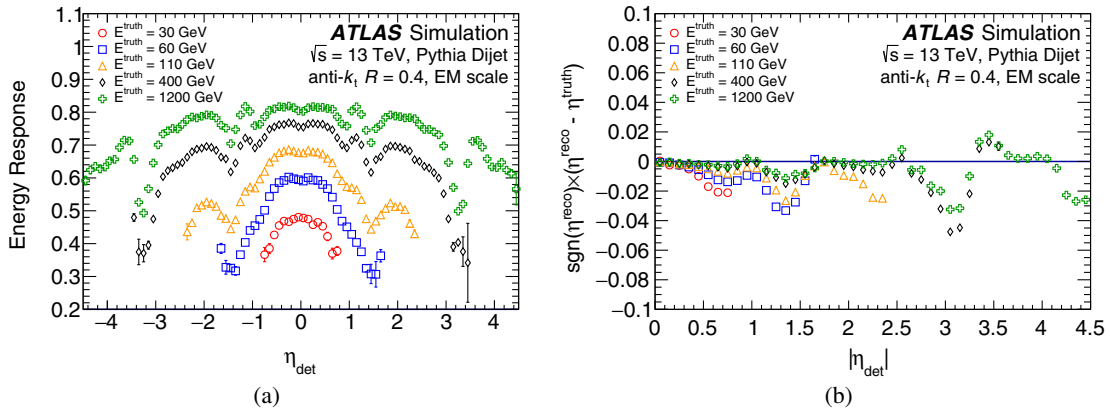 ATLAS Simulation
√s = 13 TeV, Pythia Dijet
anti-kt R = 0.4, EM scale
E^truth = 30 GeV
E^truth = 60 GeV
E^truth = 110 GeV
E^truth = 400 GeV
E^truth = 1200 GeV
Energy Response
1.1
1
0.9
0.8
0.7
0.6
0.5
0.4
0.3
0.2
−4 −3 −2 −1 0 1 2 3 4
η_det
(a)
ATLAS Simulation
√s = 13 TeV, Pythia Dijet
anti-kt R = 0.4, EM scale
E^truth = 30 GeV
E^truth = 60 GeV
E^truth = 110 GeV
E^truth = 400 GeV
E^truth = 1200 GeV
sgn(η^reco)×(η^reco - η^truth)
0.1
0.08
0.06
0.04
0.02
0
−0.02
−0.04
−0.06
−0.08
−0.1
0 0.5 1 1.5 2 2.5 3 3.5 4 4.5
|η_det|
(b)